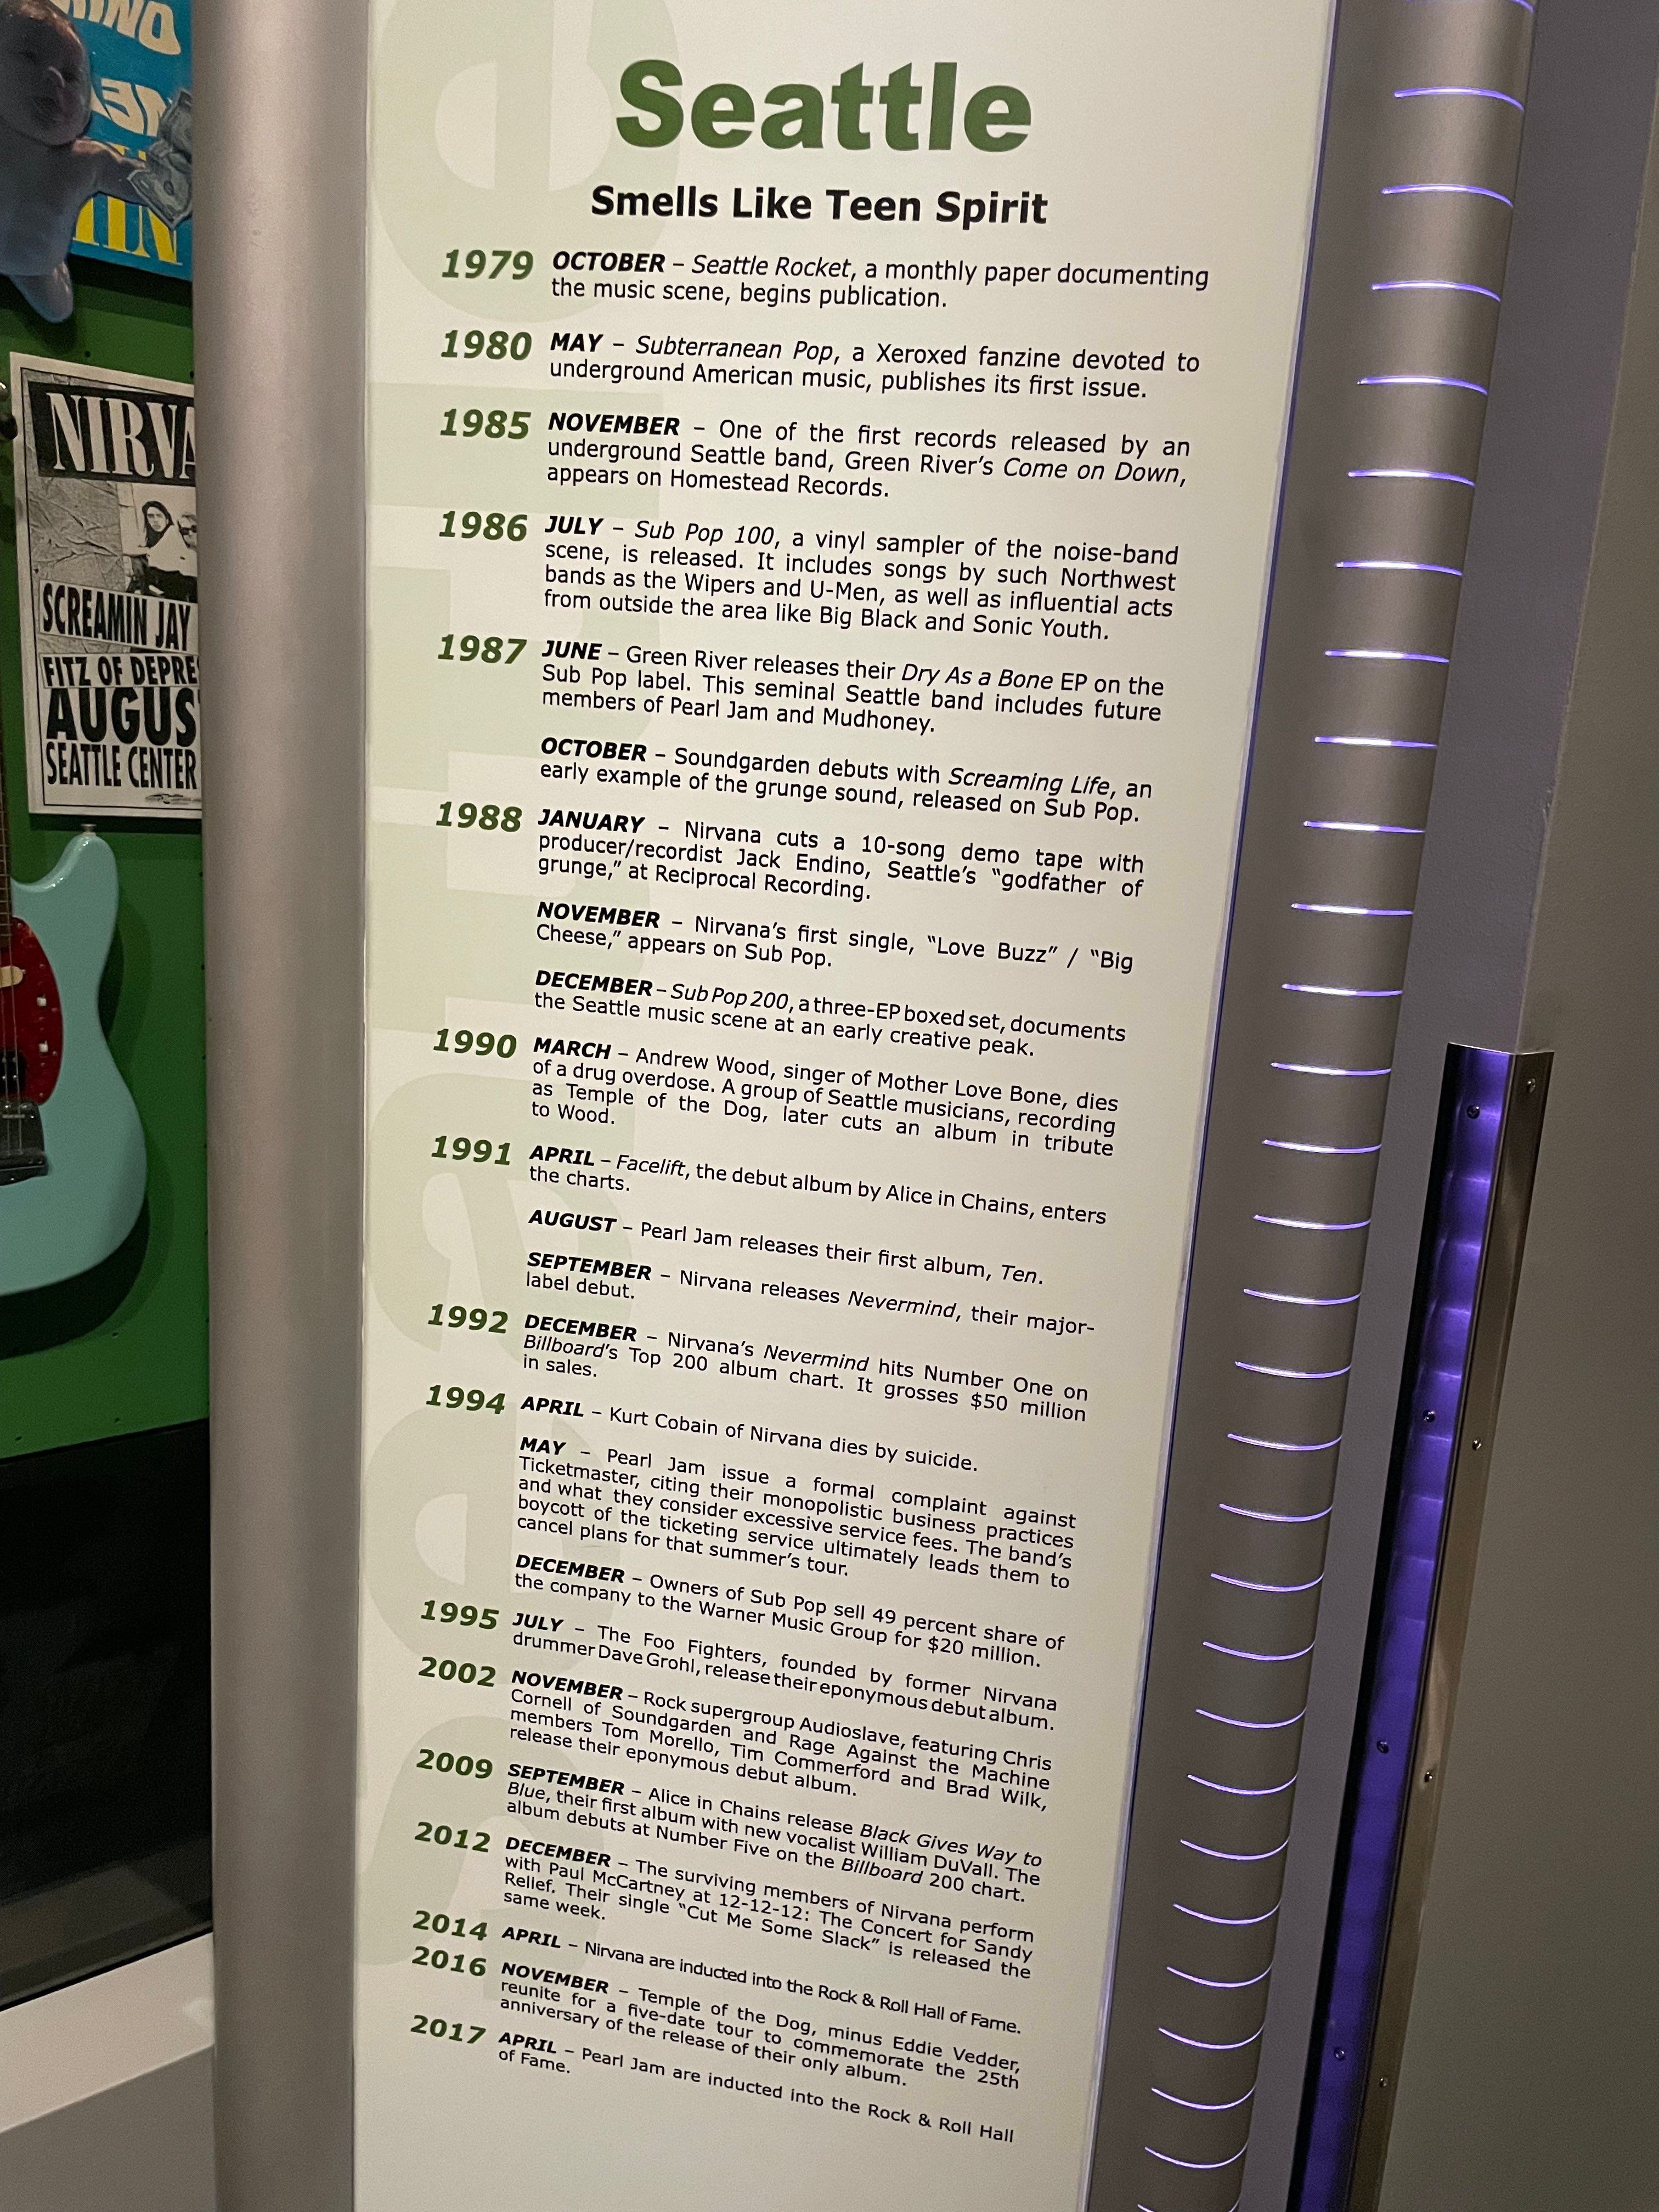 Seattle
Smells Like Teen Spirit
1979 OCTOBER – Seattle Rocket, a monthly paper documenting
the music scene, begins publication.
1980 MAY – Subterranean Pop, a Xeroxed fanzine devoted to
underground American music, publishes its first issue.
1985 NOVEMBER – One of the first records released by an
underground Seattle band, Green River's Come on Down,
appears on Homestead Records.
1986 JULY – Sub Pop 100, a vinyl sampler of the noise-band
scene, is released. It includes songs by such Northwest
bands as the Wipers and U-Men, as well as influential acts
from outside the area like Big Black and Sonic Youth.
1987 JUNE – Green River releases their Dry As a Bone EP on the
Sub Pop label. This seminal Seattle band includes future
members of Pearl Jam and Mudhoney.
OCTOBER – Soundgarden debuts with Screaming Life, an
early example of the grunge sound, released on Sub Pop.
1988 JANUARY – Nirvana cuts a 10-song demo tape with
producer/recordist Jack Endino, Seattle's "godfather of
grunge," at Reciprocal Recording.
NOVEMBER – Nirvana's first single, "Love Buzz" / "Big
Cheese," appears on Sub Pop.
DECEMBER – Sub Pop 200, a three-EP boxed set, documents
the Seattle music scene at an early creative peak.
1990 MARCH – Andrew Wood, singer of Mother Love Bone, dies
of a drug overdose. A group of Seattle musicians, recording
as Temple of the Dog, later cuts an album in tribute
to Wood.
1991 APRIL – Facelift, the debut album by Alice in Chains, enters
the charts.
AUGUST – Pearl Jam releases their first album, Ten.
SEPTEMBER – Nirvana releases Nevermind, their major-
label debut.
1992 DECEMBER – Nirvana's Nevermind hits Number One on
Billboard's Top 200 album chart. It grosses $50 million
in sales.
1994 APRIL – Kurt Cobain of Nirvana dies by suicide.
MAY – Pearl Jam issue a formal complaint against
Ticketmaster, citing their monopolistic business practices
and what they consider excessive service fees. The band's
boycott of the ticketing service ultimately leads them to
cancel plans for that summer's tour.
DECEMBER – Owners of Sub Pop sell 49 percent share of
the company to the Warner Music Group for $20 million.
1995 JULY – The Foo Fighters, founded by former Nirvana
drummer Dave Grohl, release their eponymous debut album.
2002 NOVEMBER – Rock supergroup Audioslave, featuring Chris
Cornell of Soundgarden and Rage Against the Machine
members Tom Morello, Tim Commerford and Brad Wilk,
release their eponymous debut album.
2009 SEPTEMBER – Alice in Chains release Black Gives Way to
Blue, their first album with new vocalist William DuVall. The
album debuts at Number Five on the Billboard 200 chart.
2012 DECEMBER – The surviving members of Nirvana perform
with Paul McCartney at 12-12-12: The Concert for Sandy
Relief. Their single "Cut Me Some Slack" is released the
same week.
2014 APRIL – Nirvana are inducted into the Rock & Roll Hall of Fame.
2016 NOVEMBER – Temple of the Dog, minus Eddie Vedder,
reunite for a five-date tour to commemorate the 25th
anniversary of the release of their only album.
2017 APRIL – Pearl Jam are inducted into the Rock & Roll Hall
of Fame.
NIRVA
SCREAMIN JAY
FITZ OF DEPRE
AUGUS
SEATTLE CENTER